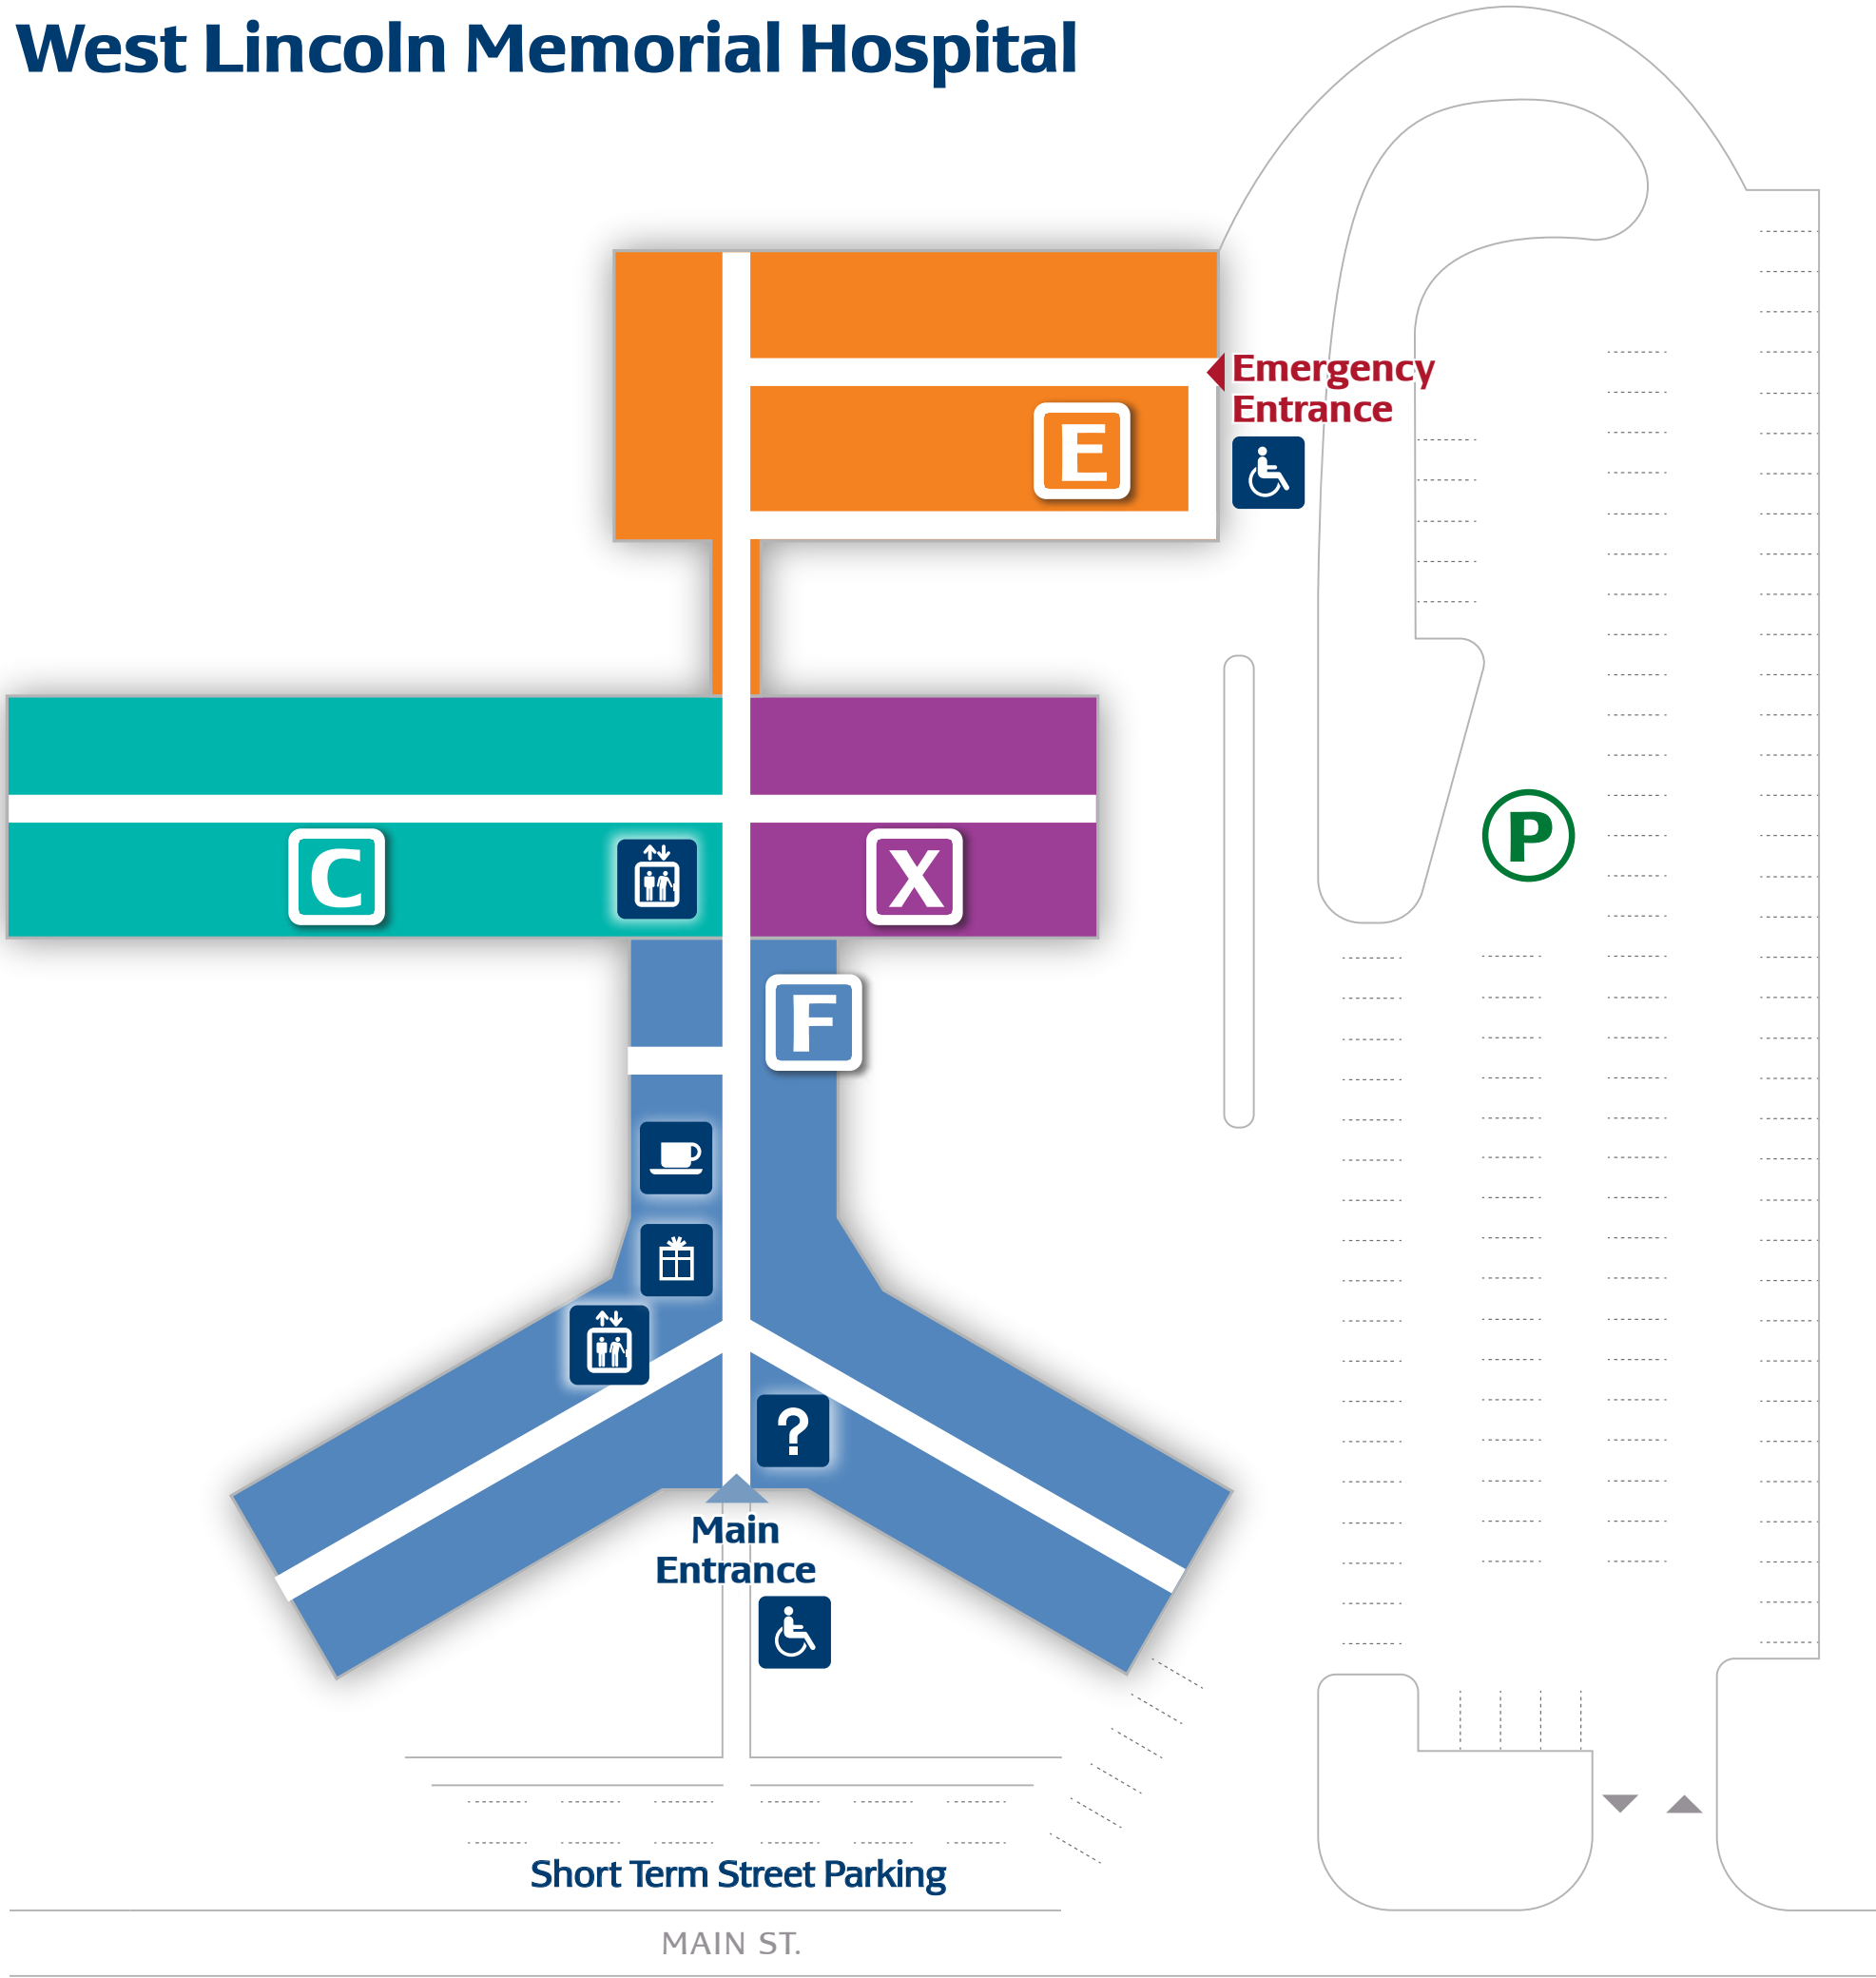 West Lincoln Memorial Hospital
Emergency
Entrance
E
P
C
X
F
?
Main
Entrance
Short Term Street Parking
MAIN ST.